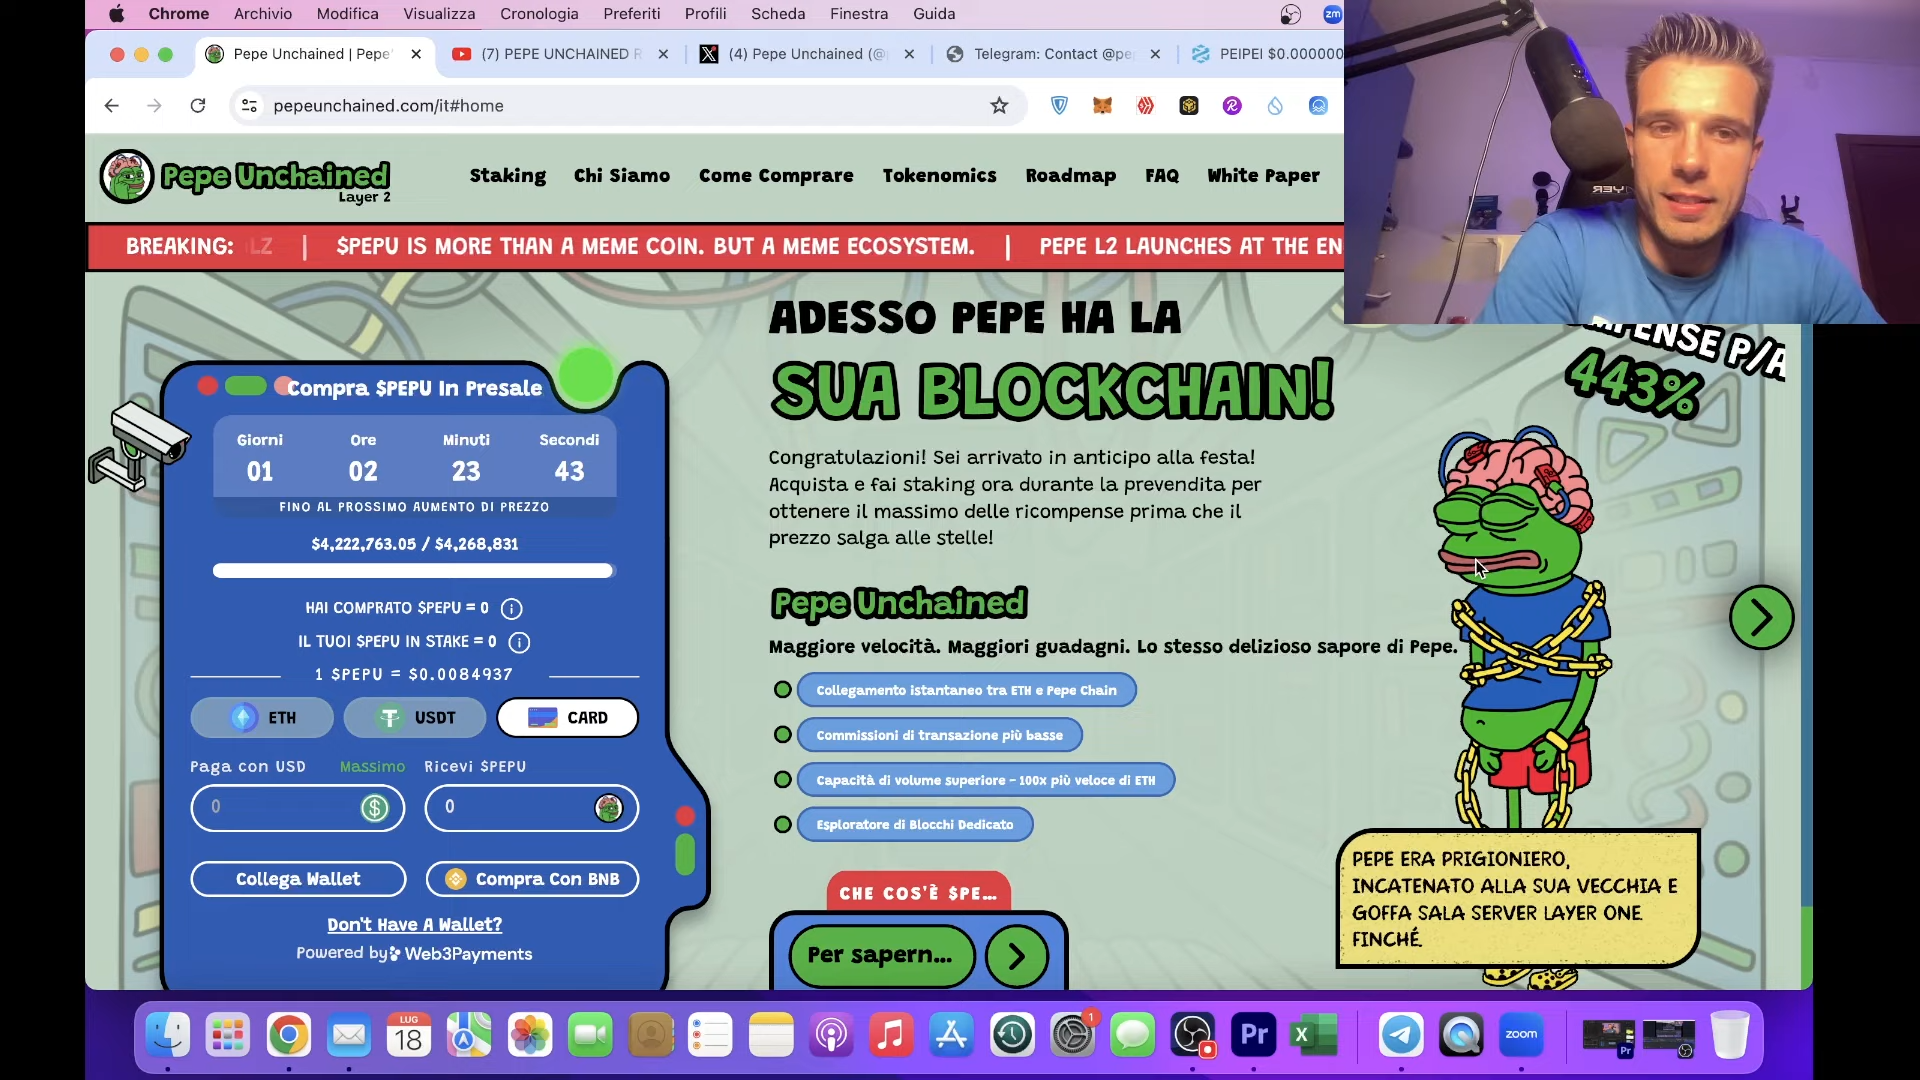 Chrome Archivio Modifica Visualizza Cronologia Preferiti Profili Scheda Finestra Guida
zm
Pepe Unchained | Pepe'
(7) PEPE UNCHAINED R
(4) Pepe Unchained (@
Telegram: Contact @pe
PEIPEI $0.000000
pepeunchained.com/it#home
Pepe Unchained
Layer 2
Staking Chi Siamo Come Comprare Tokenomics Roadmap FAQ White Paper
BREAKING: LZ | $PEPU IS MORE THAN A MEME COIN. BUT A MEME ECOSYSTEM. | PEPE L2 LAUNCHES AT THE EN
Compra $PEPU In Presale
Giorni Ore Minuti Secondi
01 02 23 43
FINO AL PROSSIMO AUMENTO DI PREZZO
$4,222,763.05 / $4,268,831
HAI COMPRATO $PEPU = 0
IL TUOI $PEPU IN STAKE = 0
1 $PEPU = $0.0084937
ETH USDT CARD
Paga con USD Massimo Ricevi $PEPU
0 0
Collega Wallet Compra Con BNB
Don't Have A Wallet?
Powered by Web3Payments
ADESSO PEPE HA LA
SUA BLOCKCHAIN!
Congratulazioni! Sei arrivato in anticipo alla festa!
Acquista e fai staking ora durante la prevendita per
ottenere il massimo delle ricompense prima che il
prezzo salga alle stelle!
Pepe Unchained
Maggiore velocità. Maggiori guadagni. Lo stesso delizioso sapore di Pepe.
Collegamento istantaneo tra ETH e Pepe Chain
Commissioni di transazione più basse
Capacità di volume superiore - 100x più veloce di ETH
Esploratore di Blocchi Dedicato
CHE COS'È $PE...
Per sapern...
MPENSE P/A
443%
PEPE ERA PRIGIONIERO,
INCATENATO ALLA SUA VECCHIA E
GOFFA SALA SERVER LAYER ONE.
FINCHÉ.
LUG
18
1
Pr
X
zoom
Pr